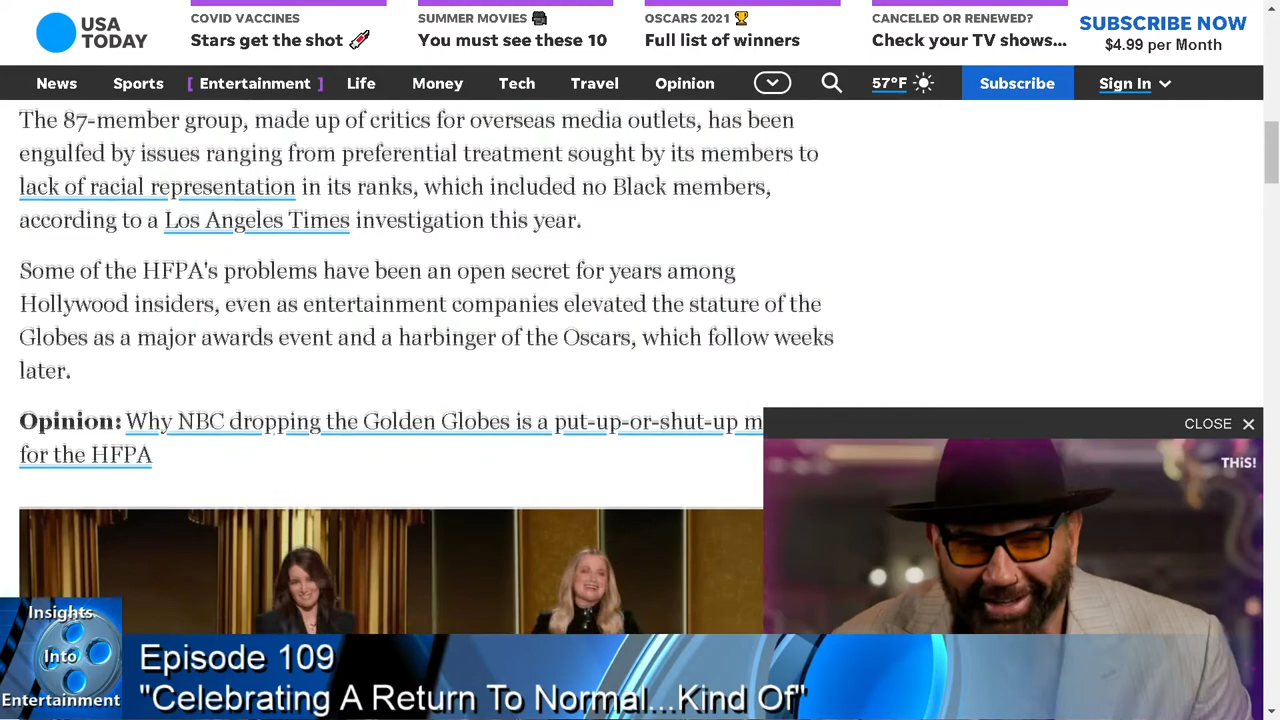 USA
TODAY
COVID VACCINES
Stars get the shot
SUMMER MOVIES
You must see these 10
OSCARS 2021
Full list of winners
CANCELED OR RENEWED?
Check your TV shows...
SUBSCRIBE NOW
$4.99 per Month
News Sports [ Entertainment ] Life Money Tech Travel Opinion 57°F Subscribe Sign In
The 87-member group, made up of critics for overseas media outlets, has been
engulfed by issues ranging from preferential treatment sought by its members to
lack of racial representation in its ranks, which included no Black members,
according to a Los Angeles Times investigation this year.
Some of the HFPA's problems have been an open secret for years among
Hollywood insiders, even as entertainment companies elevated the stature of the
Globes as a major awards event and a harbinger of the Oscars, which follow weeks
later.
Opinion: Why NBC dropping the Golden Globes is a put-up-or-shut-up m
for the HFPA
CLOSE X
THiS!
Insights
Into
Entertainment
Episode 109
"Celebrating A Return To Normal...Kind Of"